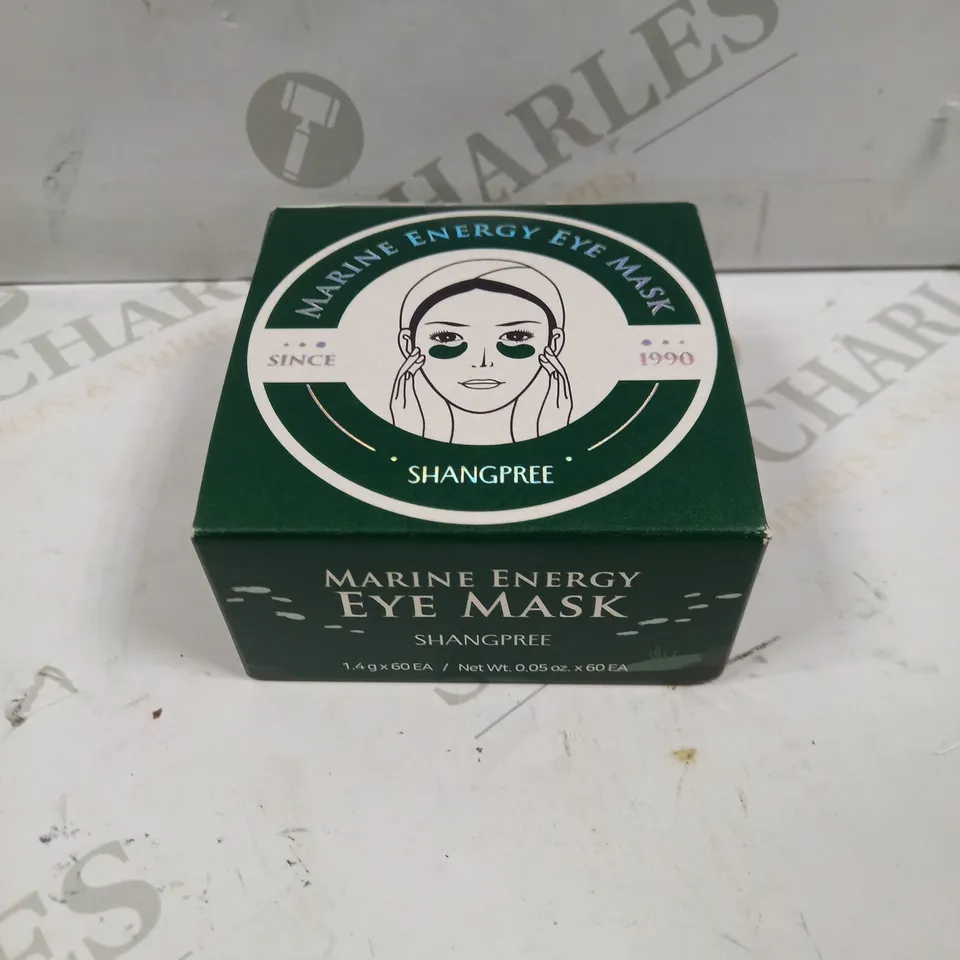 CHARLES
MARINE ENERGY EYE MASK
SINCE
1990
SHANGPREE
MARINE ENERGY
EYE MASK
SHANGPREE
1.4 g x 60 EA / Net Wt. 0.05 oz. x 60 EA
CHARLES
CHARLES